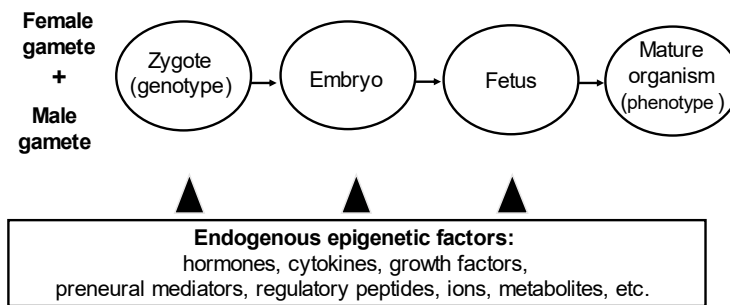 Female
gamete
+
Male
gamete
Zygote
(genotype)
Embryo
Fetus
Mature
organism
(phenotype )
Endogenous epigenetic factors:
hormones, cytokines, growth factors,
preneural mediators, regulatory peptides, ions, metabolites, etc.